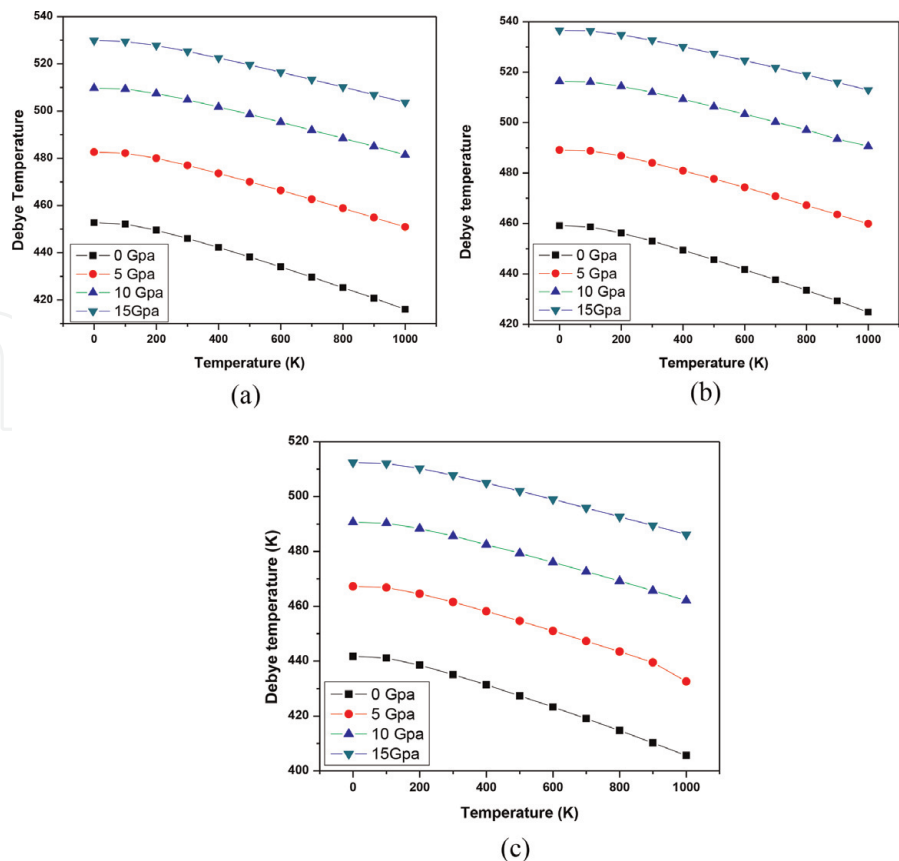 540
520
500
480
460
440
420
Debye Temperature
0 Gpa
5 Gpa
10 Gpa
15Gpa
0 200 400 600 800 1000
Temperature (K)
(a)
540
520
500
480
460
440
420
Debye temperature
0 Gpa
5 Gpa
10 Gpa
15Gpa
0 200 400 600 800 1000
Temperature (K)
(b)
520
500
480
460
440
420
400
Debye temperature (K)
0 Gpa
5 Gpa
10 Gpa
15Gpa
0 200 400 600 800 1000
Temperature (K)
(c)